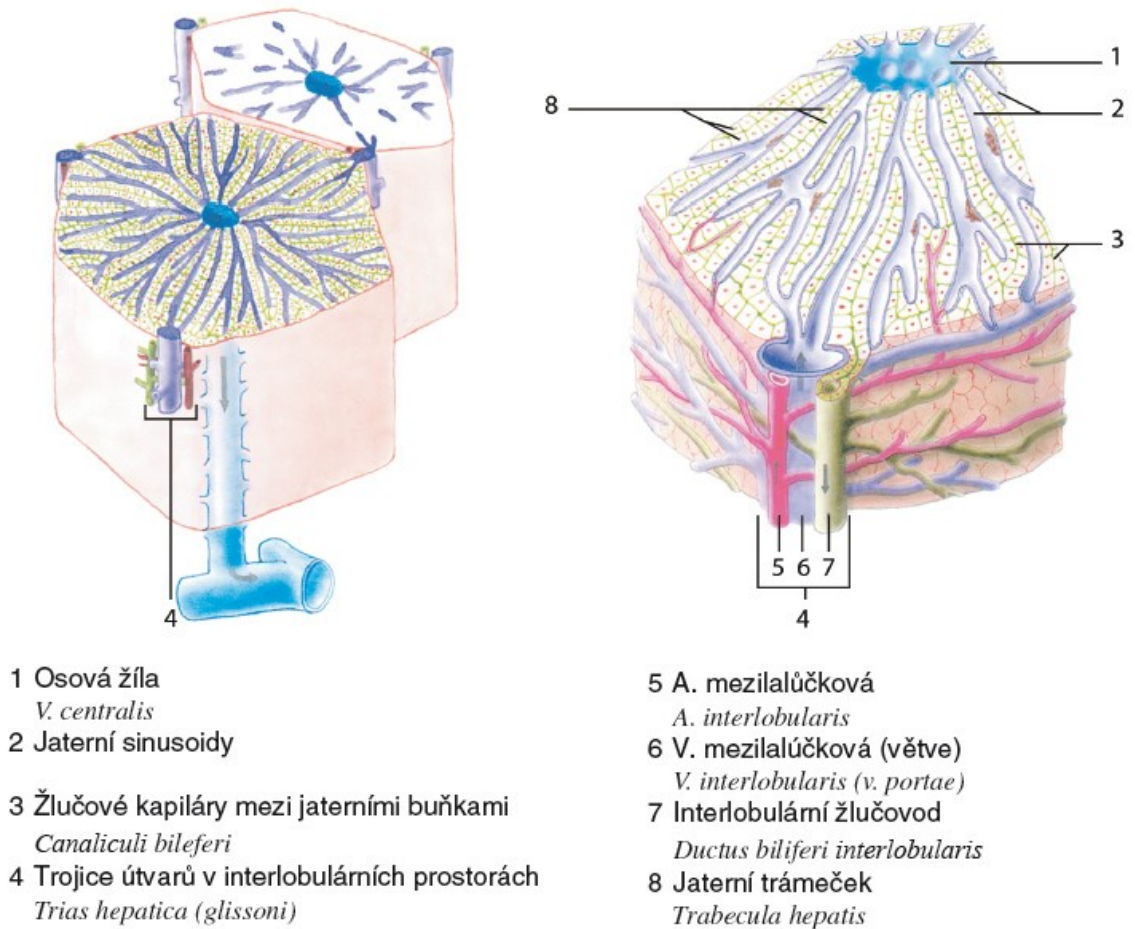 1
8
2
3
5 6 7
4
4
1 Osová žíla
V. centralis
2 Jaterní sinusoidy
3 Žlučové kapiláry mezi jaterními buňkami
Canaliculi bileferi
4 Trojice útvarů v interlobulárních prostorách
Trias hepatica (glissoni)
5 A. mezilalůčková
A. interlobularis
6 V. mezilalúčková (větve)
V. interlobularis (v. portae)
7 Interlobulární žlučovod
Ductus biliferi interlobularis
8 Jaterní trámeček
Trabecula hepatis